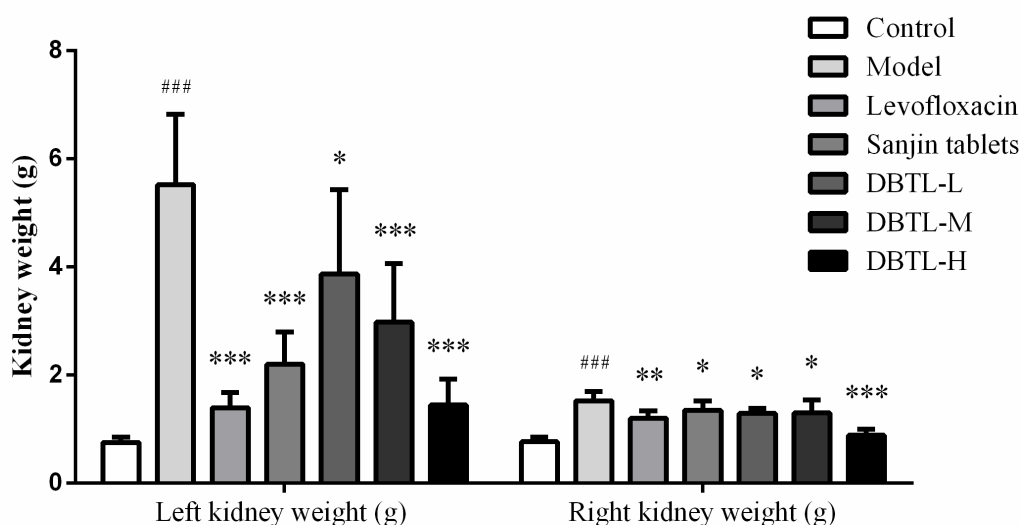 Control
Model
Levofloxacin
Sanjin tablets
DBTL-L
DBTL-M
DBTL-H
Kidney weight (g)
8
6
4
2
0
###
***
***
*
***
***
###
**
*
*
*
***
Left kidney weight (g)
Right kidney weight (g)